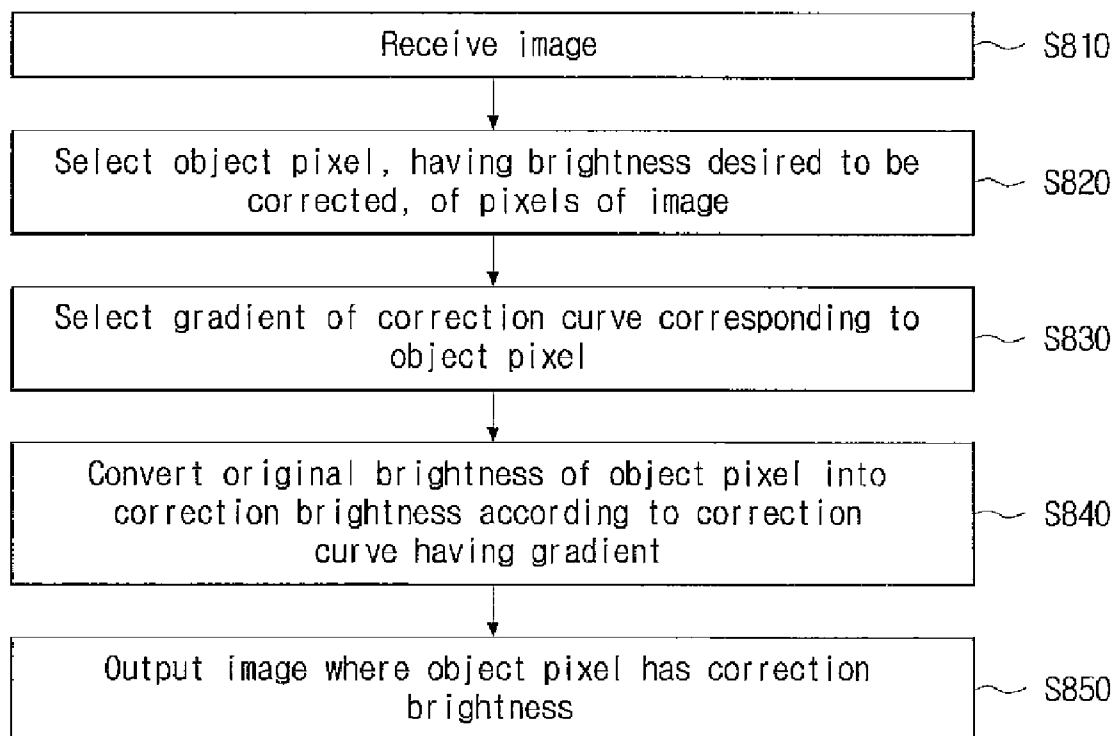 Receive image
S810
Select object pixel, having brightness desired to be
corrected, of pixels of image
S820
Select gradient of correction curve corresponding to
object pixel
S830
Convert original brightness of object pixel into
correction brightness according to correction
curve having gradient
S840
Output image where object pixel has correction
brightness
S850